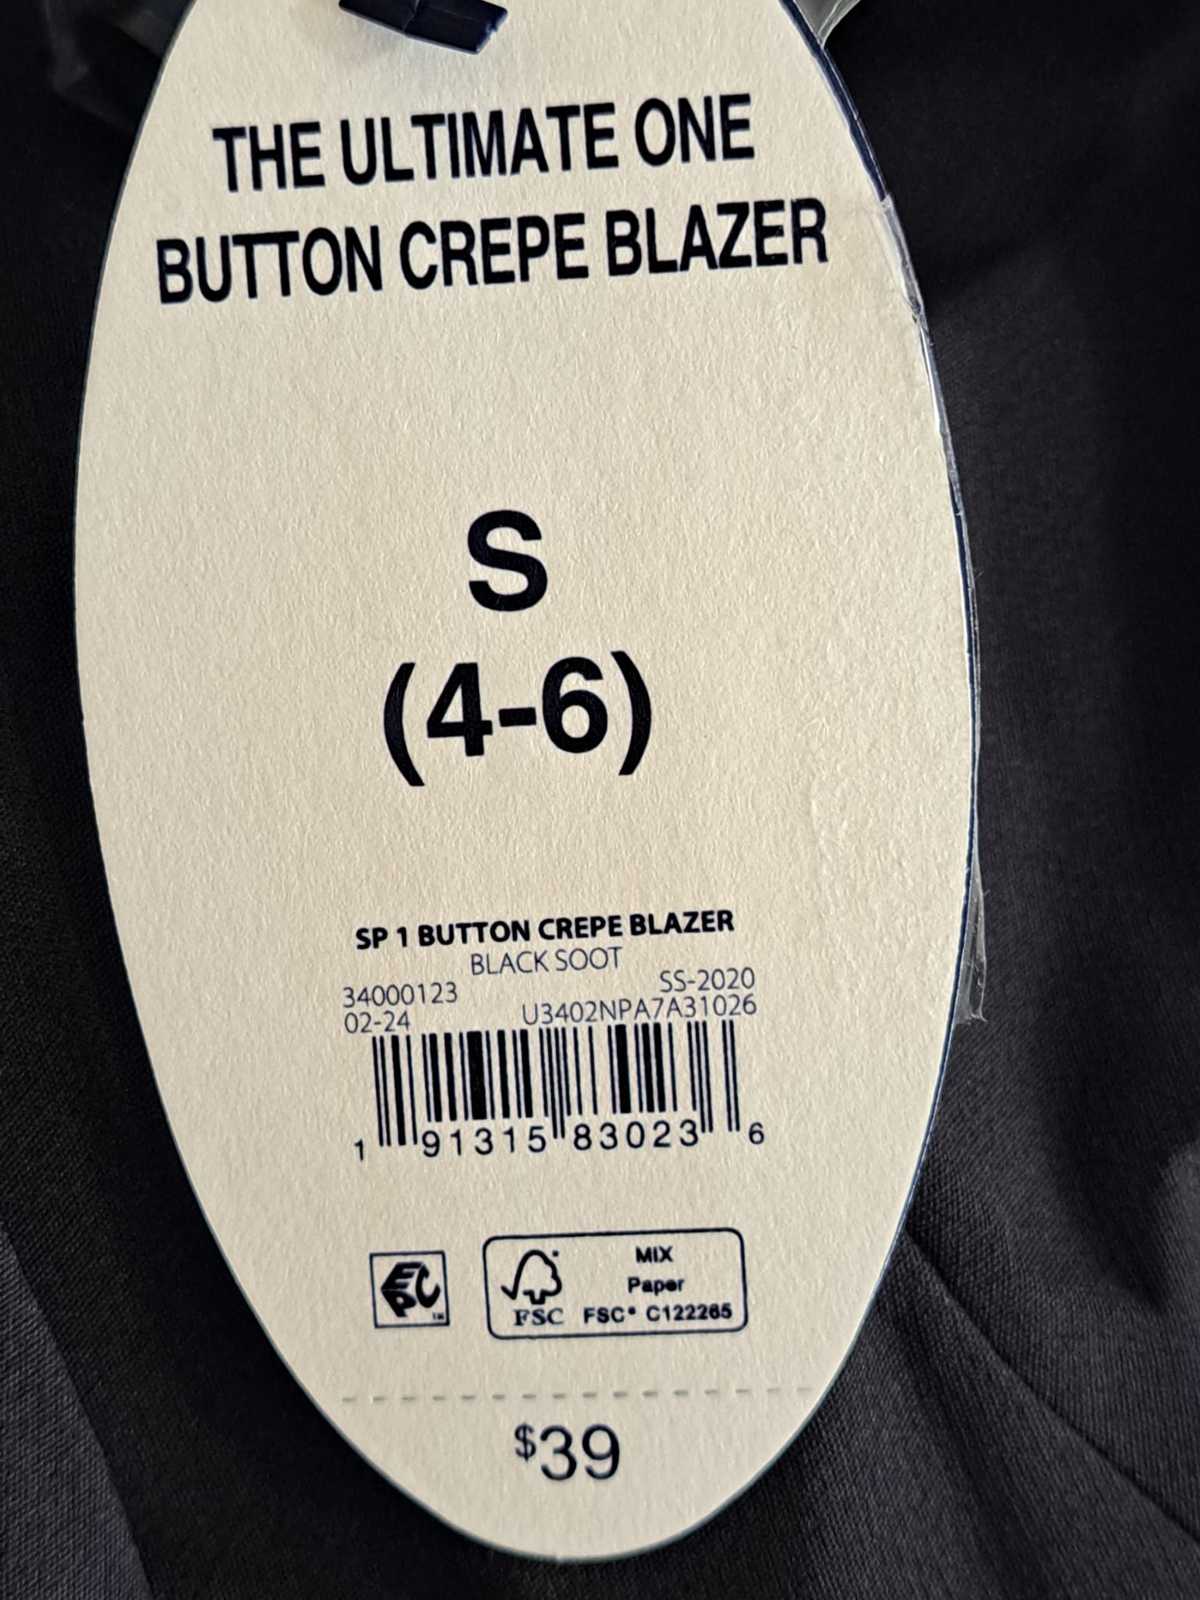 THE ULTIMATE ONE
BUTTON CREPE BLAZER
S
(4-6)
SP 1 BUTTON CREPE BLAZER
BLACK SOOT
34000123 SS-2020
02-24 U3402NPA7A31026
1 91315 83023 6
EPC™
FSC
MIX
Paper
FSC® C122265
$39